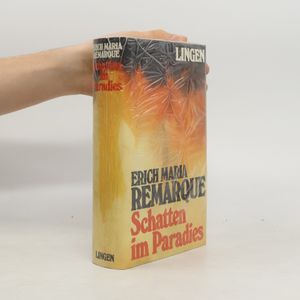 ERICH MARIA
REMARQUE
Schatten
im
Paradies
LINGEN
LINGEN
ERICH MARIA
REMARQUE
Schatten
im Paradies